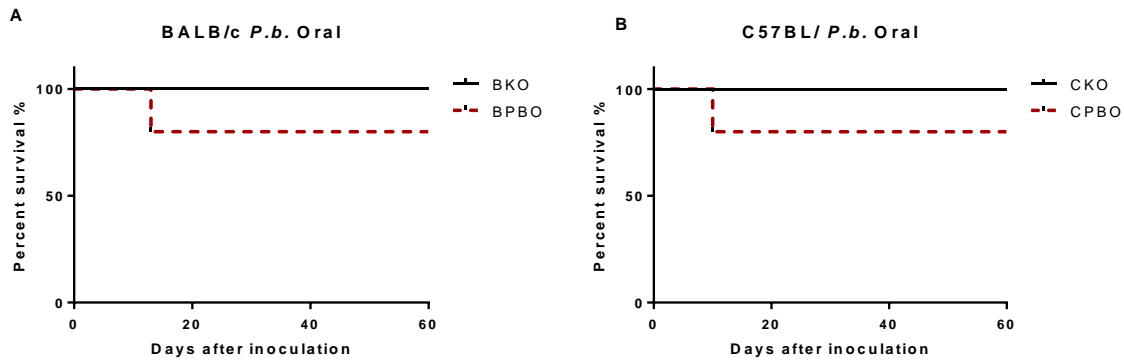 A
BALB/c P.b. Oral
Percent survival %
100
50
0
0 20 40 60
Days after inoculation
BKO
BPBO
B
C57BL/ P.b. Oral
Percent survival %
100
50
0
0 20 40 60
Days after inoculation
CKO
CPBO